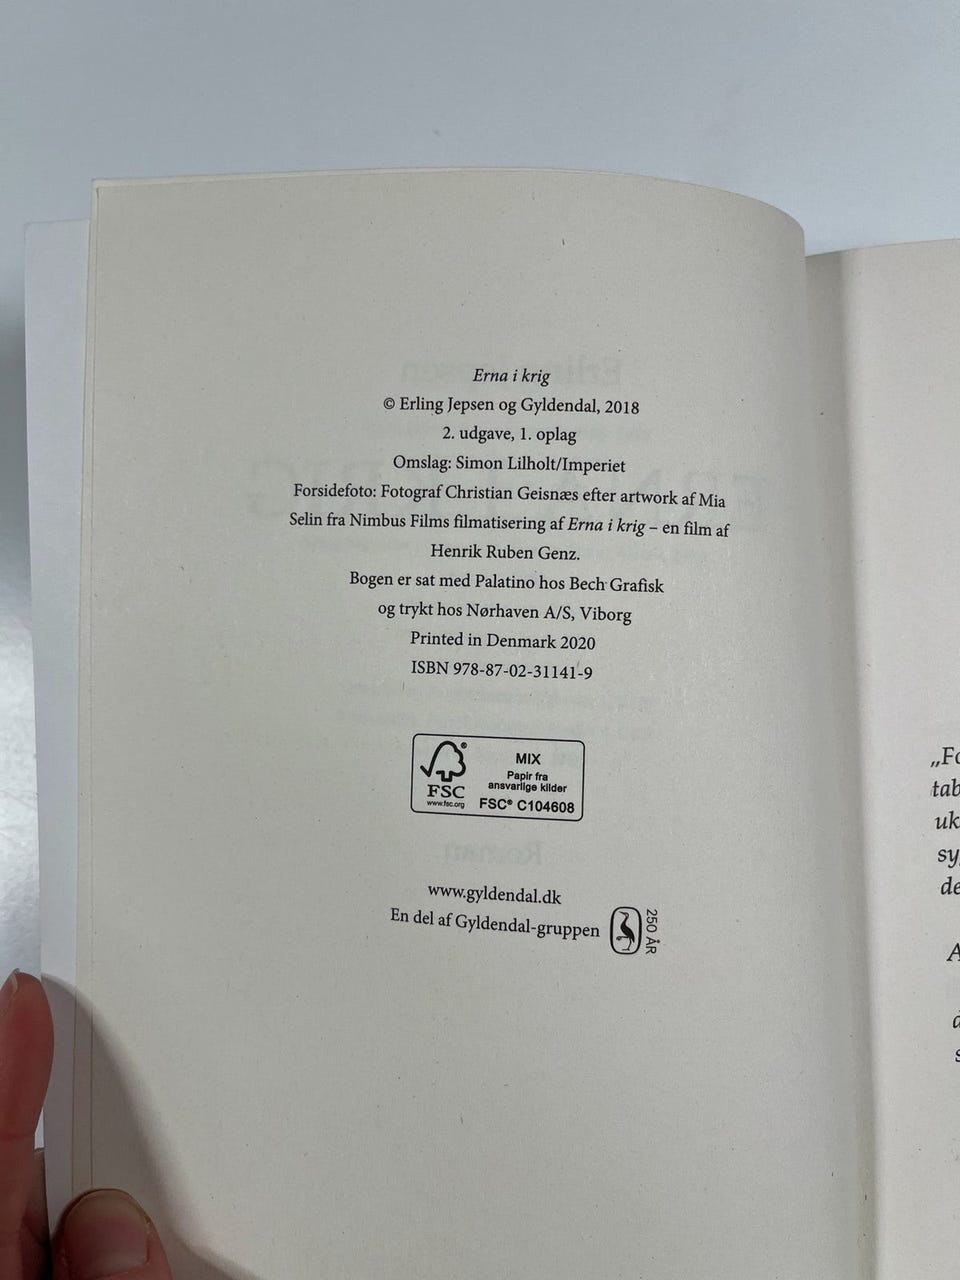 Erna i krig
© Erling Jepsen og Gyldendal, 2018
2. udgave, 1. oplag
Omslag: Simon Lilholt/Imperiet
Forsidefoto: Fotograf Christian Geisnæs efter artwork af Mia
Selin fra Nimbus Films filmatisering af Erna i krig – en film af
Henrik Ruben Genz.
Bogen er sat med Palatino hos Bech Grafisk
og trykt hos Nørhaven A/S, Viborg
Printed in Denmark 2020
ISBN 978-87-02-31141-9
FSC
www.fsc.org
MIX
Papir fra
ansvarlige kilder
FSC® C104608
www.gyldendal.dk
En del af Gyldendal-gruppen
250 ÅR